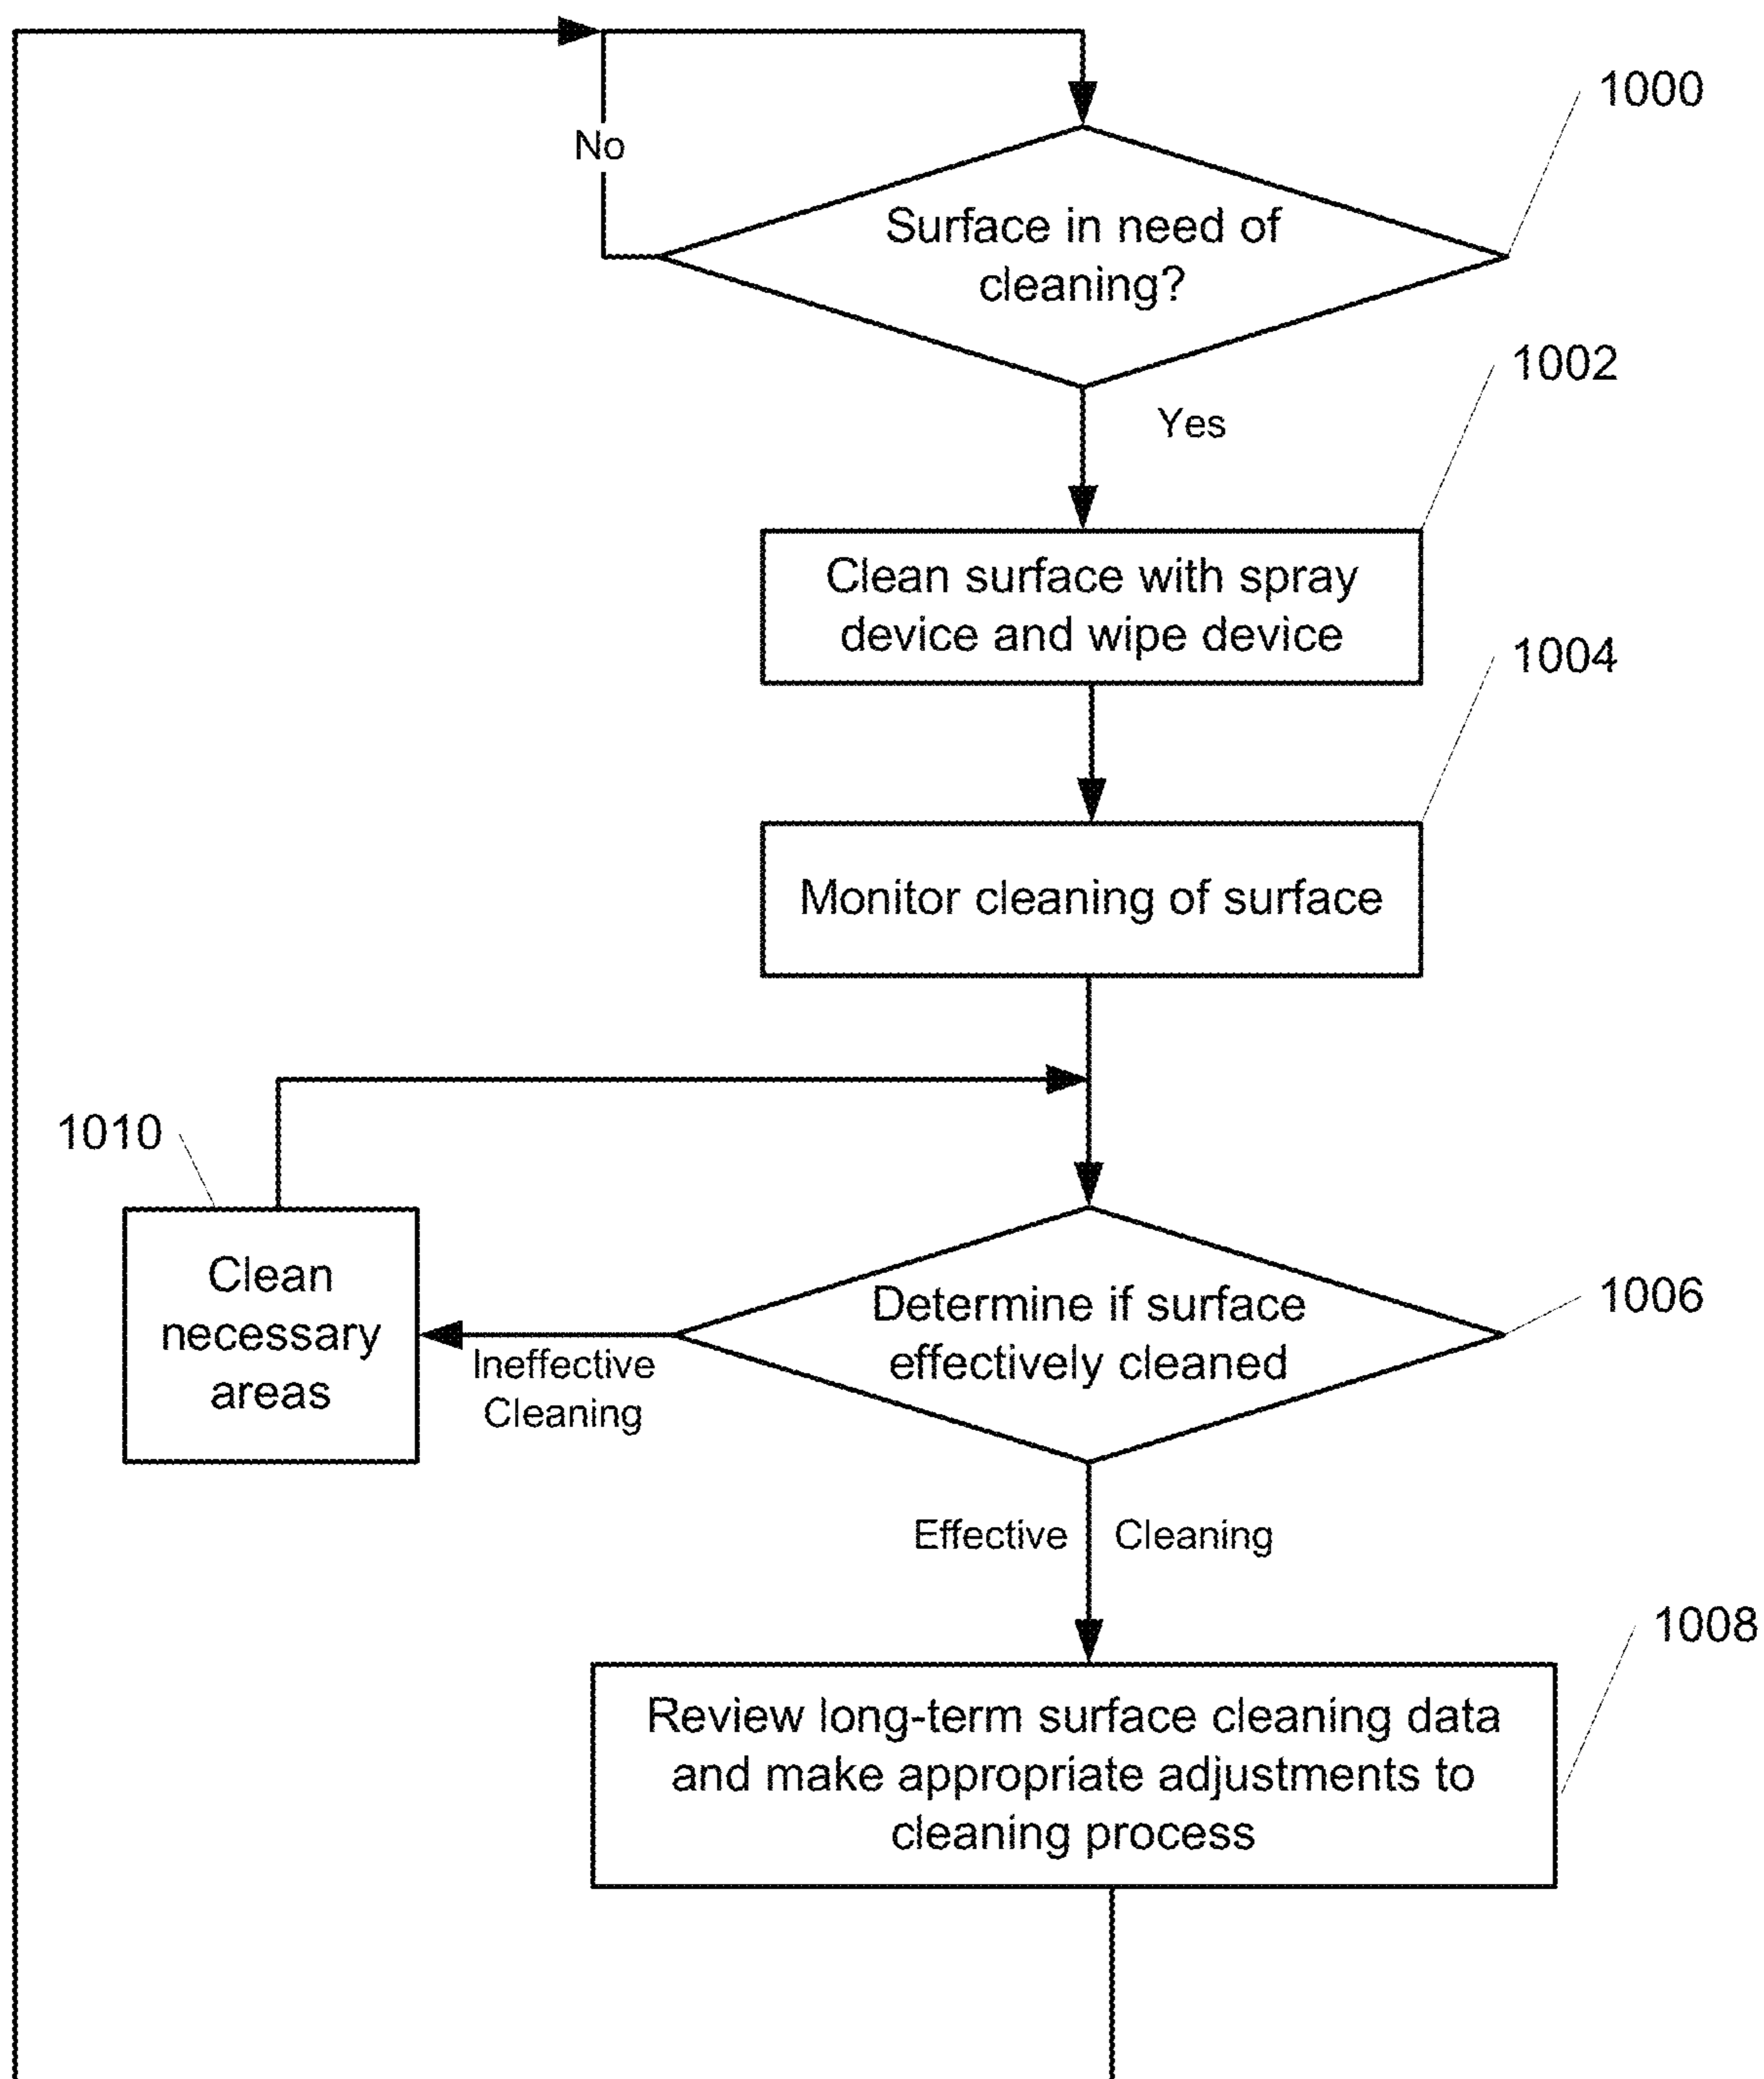 1000
No
Surface in need of
cleaning?
1002
Yes
Clean surface with spray
device and wipe device
1004
Monitor cleaning of surface
1010
Clean
necessary
areas
Determine if surface
effectively cleaned
1006
Ineffective
Cleaning
Effective Cleaning
1008
Review long-term surface cleaning data
and make appropriate adjustments to
cleaning process